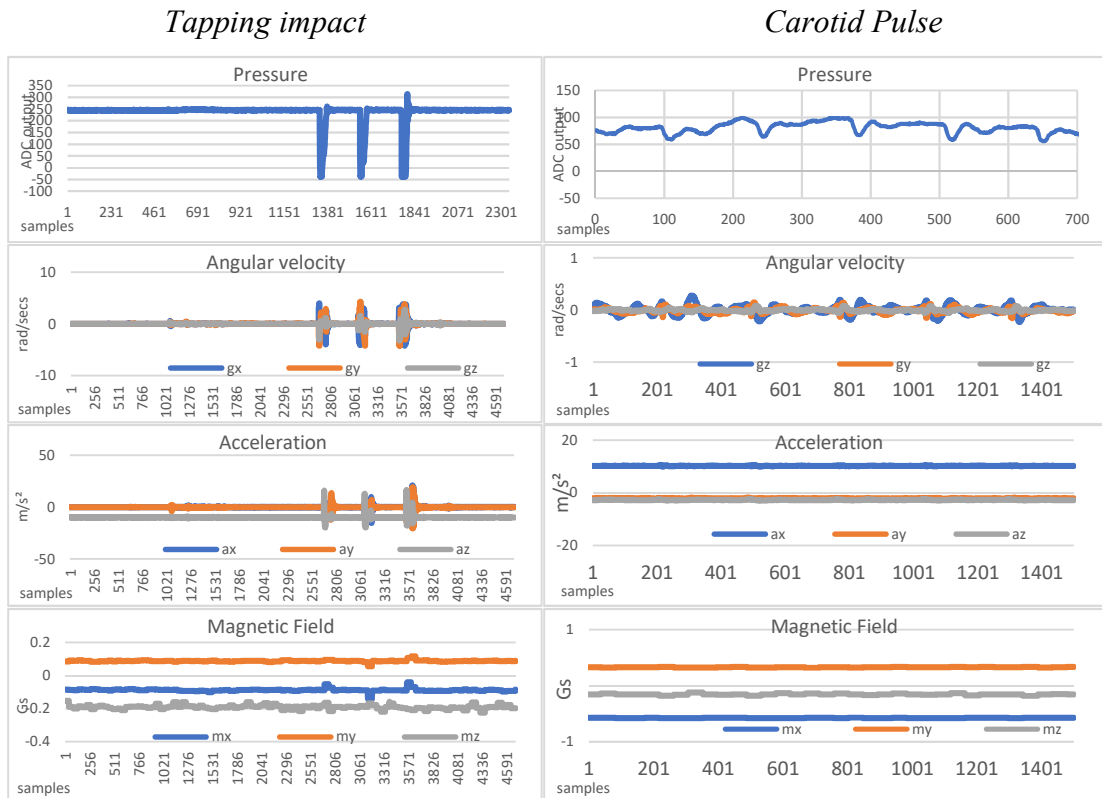 Tapping impact
Carotid Pulse
Pressure
ADC output
350
300
250
200
150
100
50
0
-50
-100
1 231 461 691 921 1151 1381 1611 1841 2071 2301
samples
Pressure
ADC output
150
100
50
0
-50
0 100 200 300 400 500 600 700
samples
Angular velocity
rad/secs
10
0
-10
gx gy gz
1 256 511 766 1021 1276 1531 1786 2041 2296 2551 2806 3061 3316 3571 3826 4081 4336 4591
samples
Angular velocity
rad/secs
1
0
-1
gz gy gz
1 201 401 601 801 1001 1201 1401
samples
Acceleration
m/s²
50
0
-50
ax ay az
1 256 511 766 1021 1276 1531 1786 2041 2296 2551 2806 3061 3316 3571 3826 4081 4336 4591
samples
Acceleration
m/s²
20
0
-20
ax ay az
1 201 401 601 801 1001 1201 1401
samples
Magnetic Field
Gs
0.2
0
-0.2
-0.4
mx my mz
1 256 511 766 1021 1276 1531 1786 2041 2296 2551 2806 3061 3316 3571 3826 4081 4336 4591
samples
Magnetic Field
Gs
1
-1
mx my mz
1 201 401 601 801 1001 1201 1401
samples